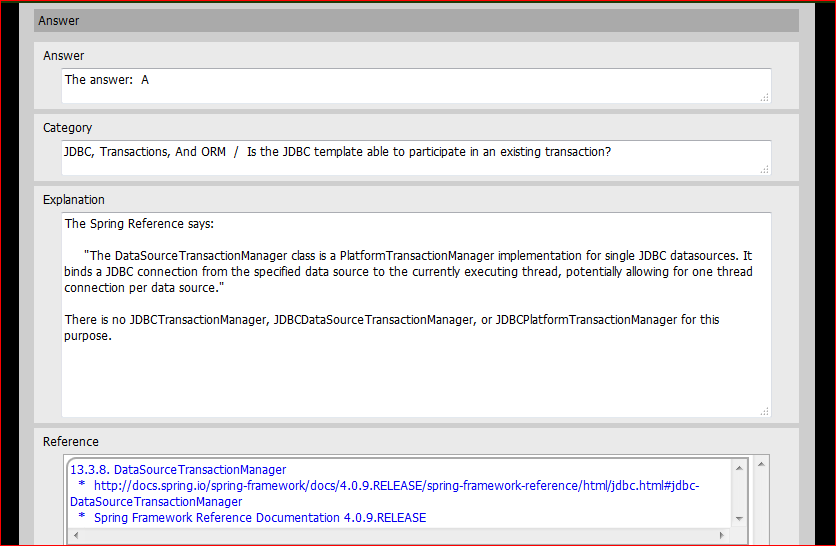 Answer
Answer
The answer:  A
Category
JDBC, Transactions, And ORM  /  Is the JDBC template able to participate in an existing transaction?
Explanation
The Spring Reference says:
"The DataSourceTransactionManager class is a PlatformTransactionManager implementation for single JDBC datasources. It
binds a JDBC connection from the specified data source to the currently executing thread, potentially allowing for one thread
connection per data source."
There is no JDBCTransactionManager, JDBCDataSourceTransactionManager, or JDBCPlatformTransactionManager for this
purpose.
Reference
13.3.8. DataSourceTransactionManager
*  http://docs.spring.io/spring-framework/docs/4.0.9.RELEASE/spring-framework-reference/html/jdbc.html#jdbc-
DataSourceTransactionManager
*  Spring Framework Reference Documentation 4.0.9.RELEASE